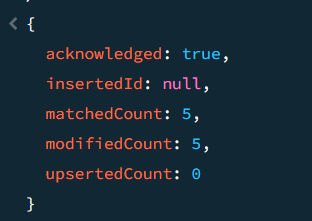 < {
acknowledged: true,
insertedId: null,
matchedCount: 5,
modifiedCount: 5,
upsertedCount: 0
}